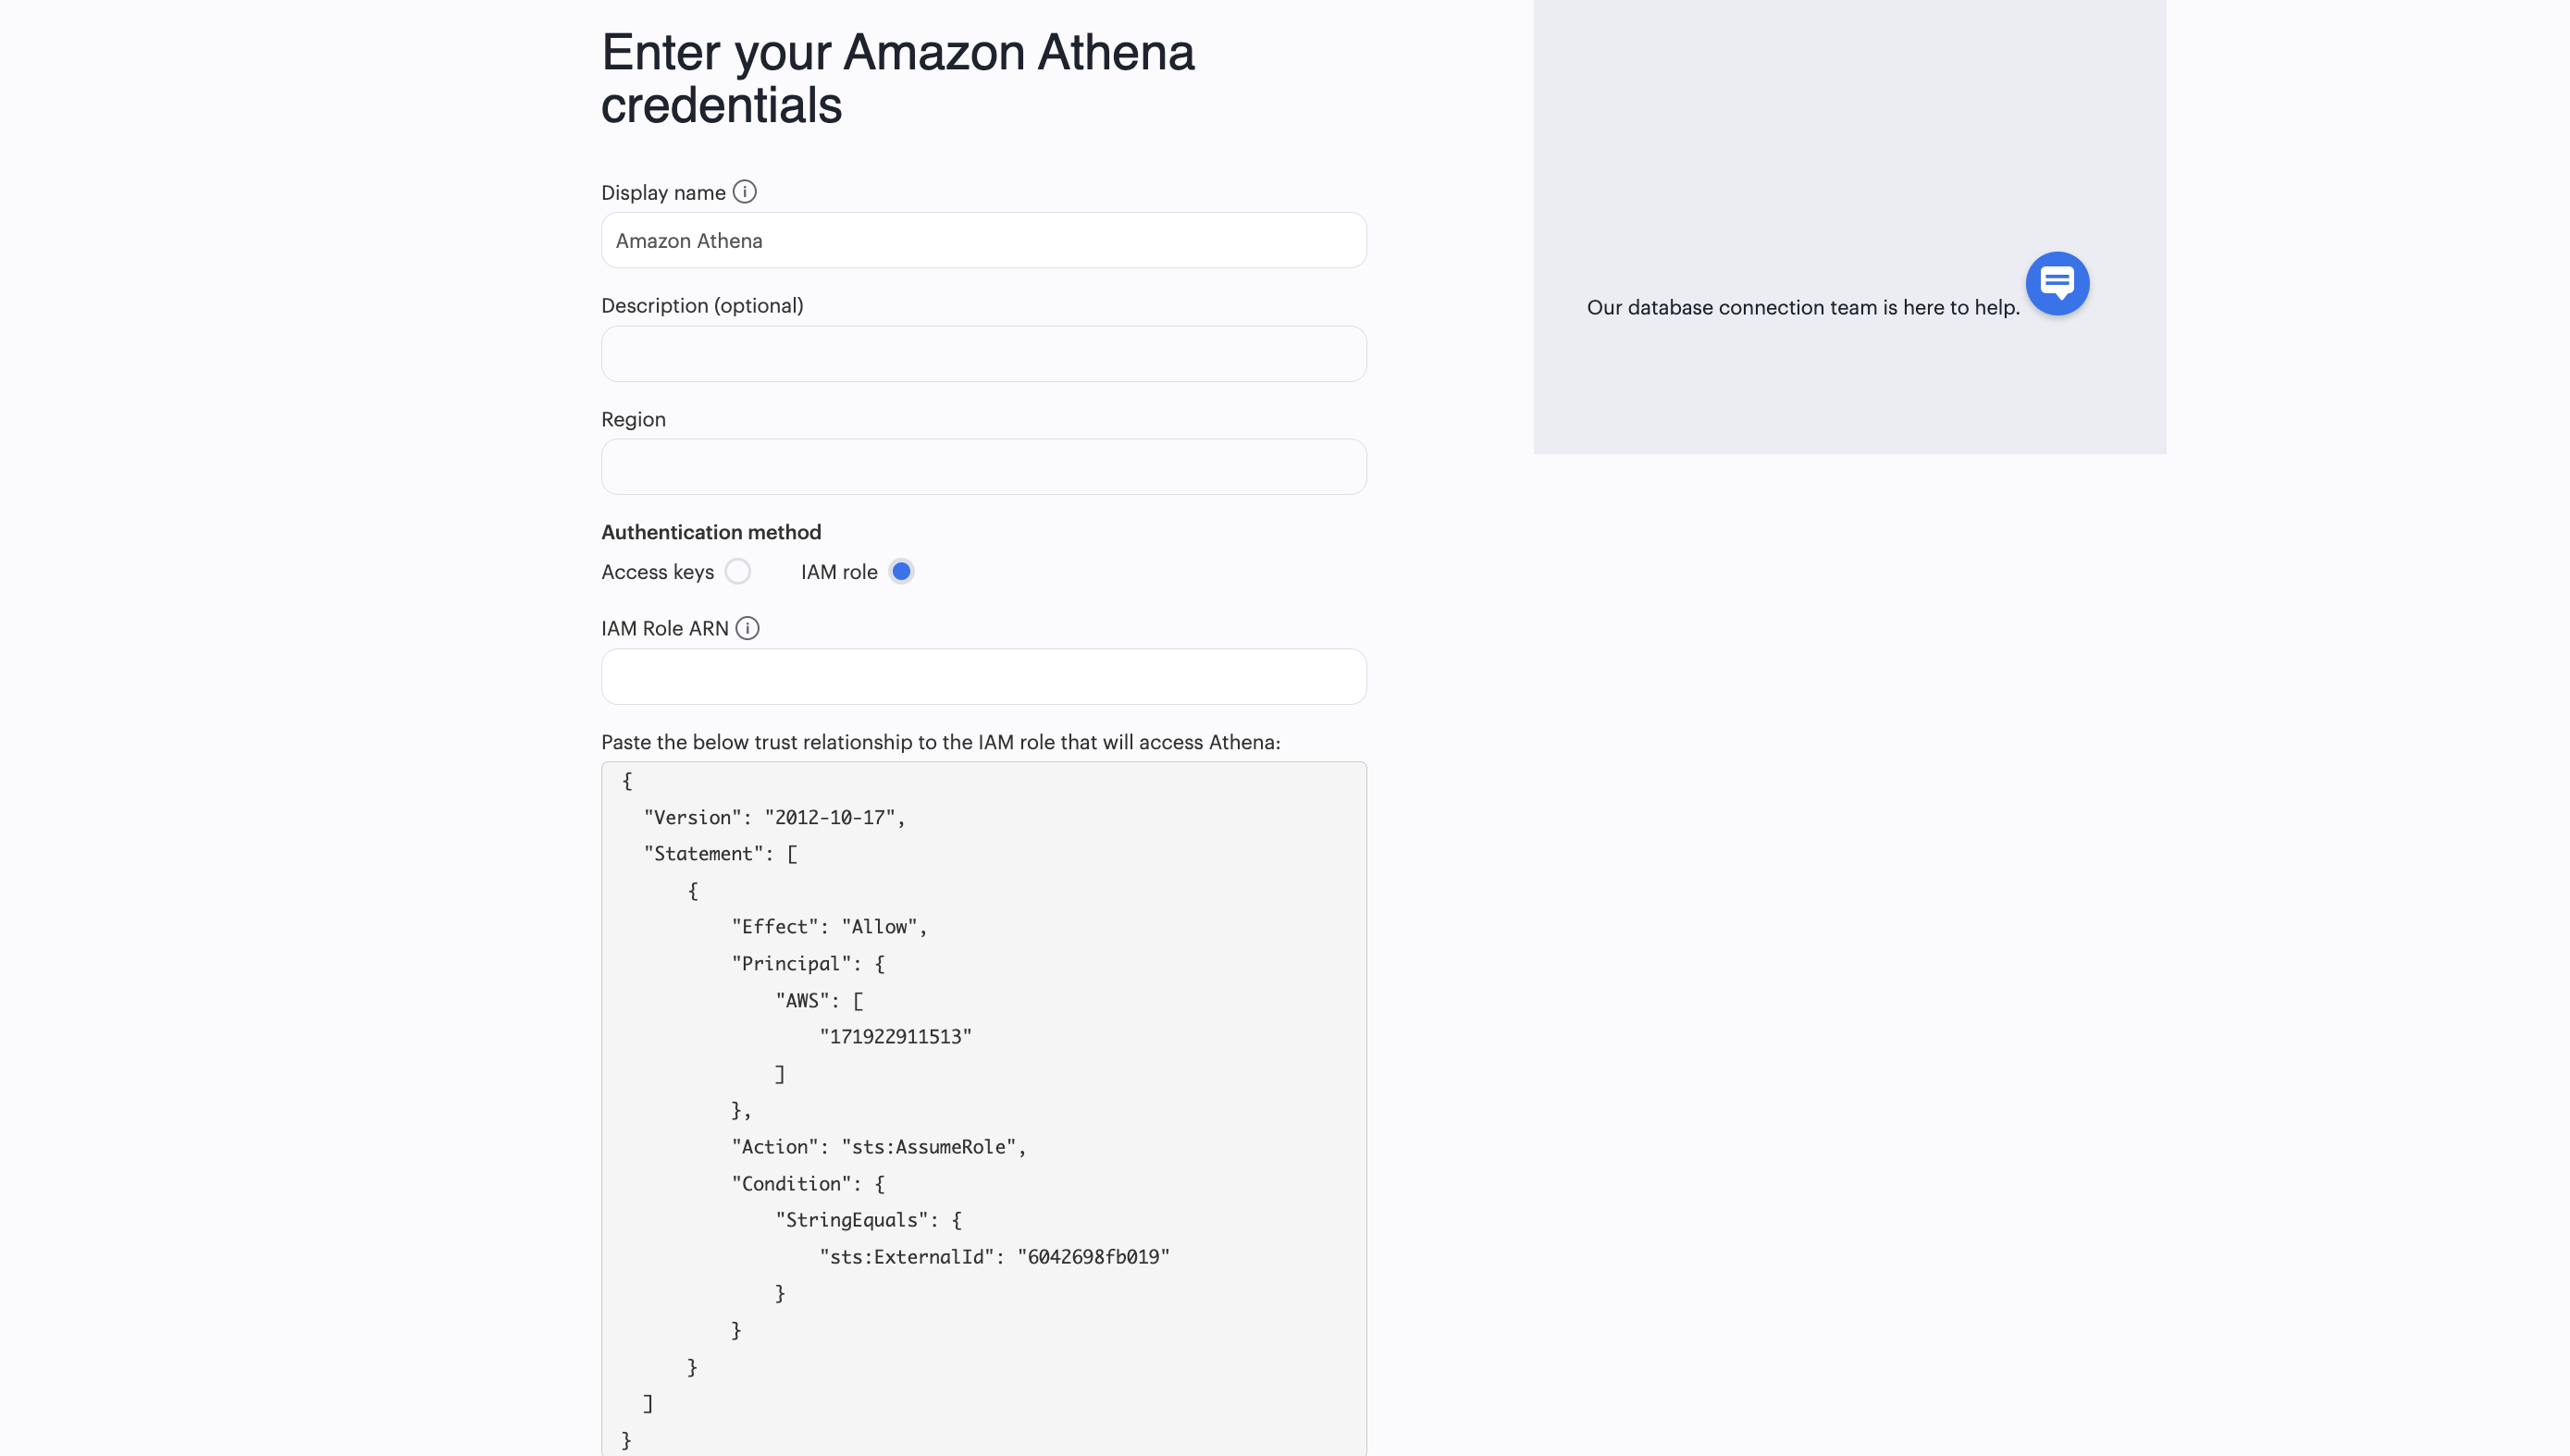 Enter your Amazon Athena
credentials
Display name
Amazon Athena
Description (optional)
Region
Authentication method
Access keys
IAM role
IAM Role ARN
Paste the below trust relationship to the IAM role that will access Athena:
{
  "Version": "2012-10-17",
  "Statement": [
      {
          "Effect": "Allow",
          "Principal": {
              "AWS": [
                  "171922911513"
              ]
          },
          "Action": "sts:AssumeRole",
          "Condition": {
              "StringEquals": {
                  "sts:ExternalId": "6042698fb019"
              }
          }
      }
  ]
}
Our database connection team is here to help.